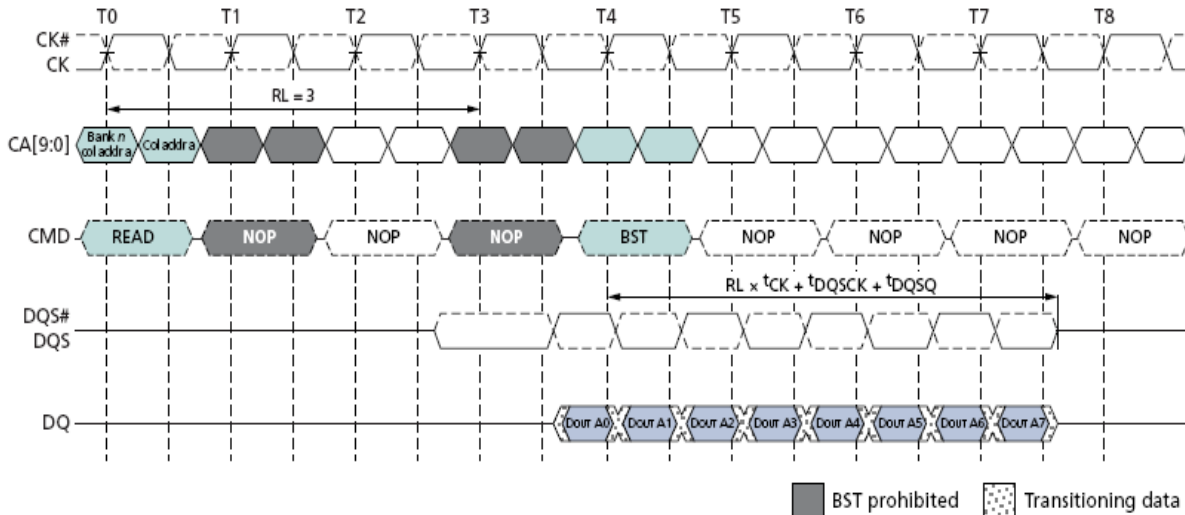 T0 T1 T2 T3 T4 T5 T6 T7 T8
CK#
CK
RL = 3
CA[9:0] Bank n col addr a Col addr a
CMD READ NOP NOP NOP BST NOP NOP NOP NOP
RL × tCK + tDQSCK + tDQSQ
DQS#
DQS
DQ DOUT A0 DOUT A1 DOUT A2 DOUT A3 DOUT A4 DOUT A5 DOUT A6 DOUT A7
BST prohibited Transitioning data